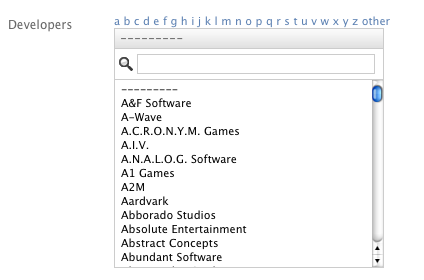 Developers
a b c d e f g h i j k l m n o p q r s t u v w x y z other
---------
---------
A&F Software
A-Wave
A.C.R.O.N.Y.M. Games
A.I.V.
A.N.A.L.O.G. Software
A1 Games
A2M
Aardvark
Abborado Studios
Absolute Entertainment
Abstract Concepts
Abundant Software